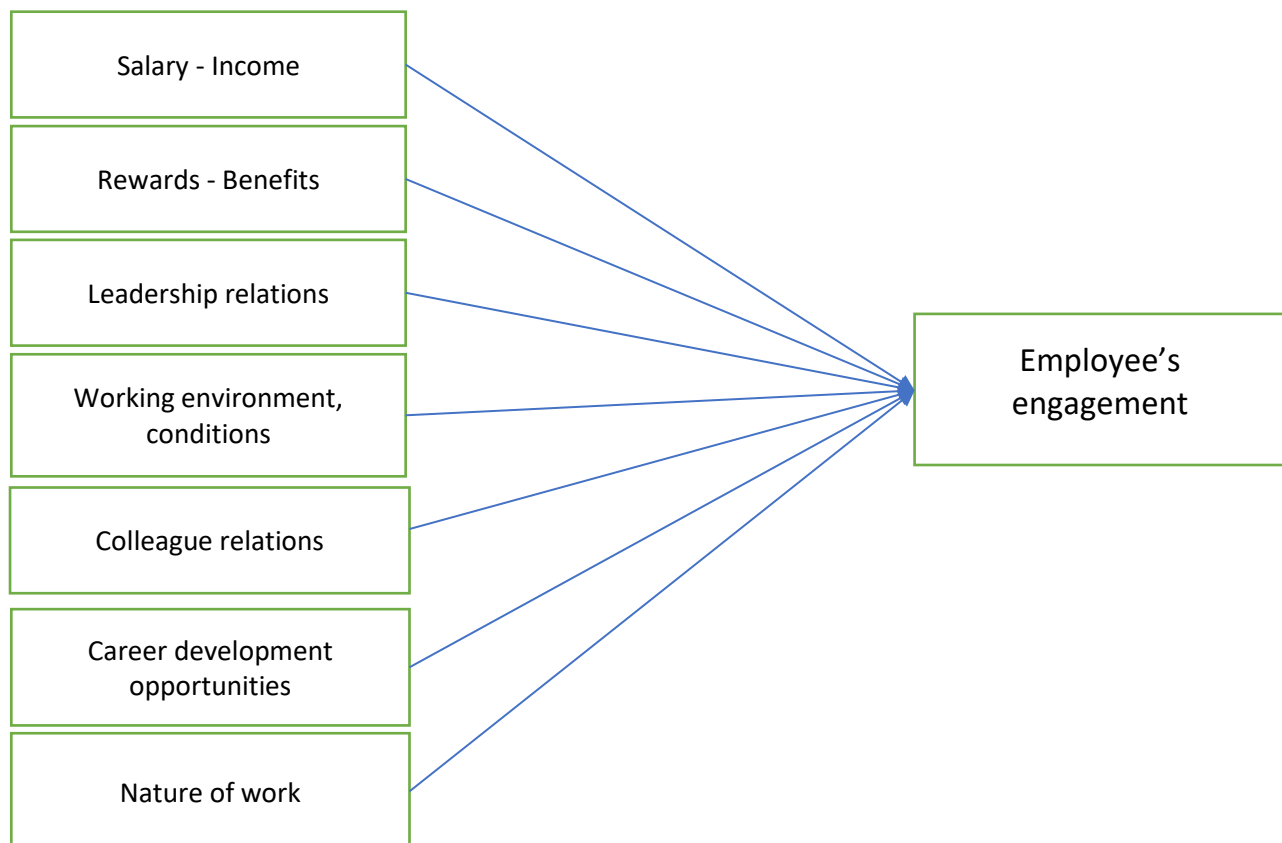 Salary - Income
Rewards - Benefits
Leadership relations
Working environment,
conditions
Colleague relations
Career development
opportunities
Nature of work
Employee’s
engagement